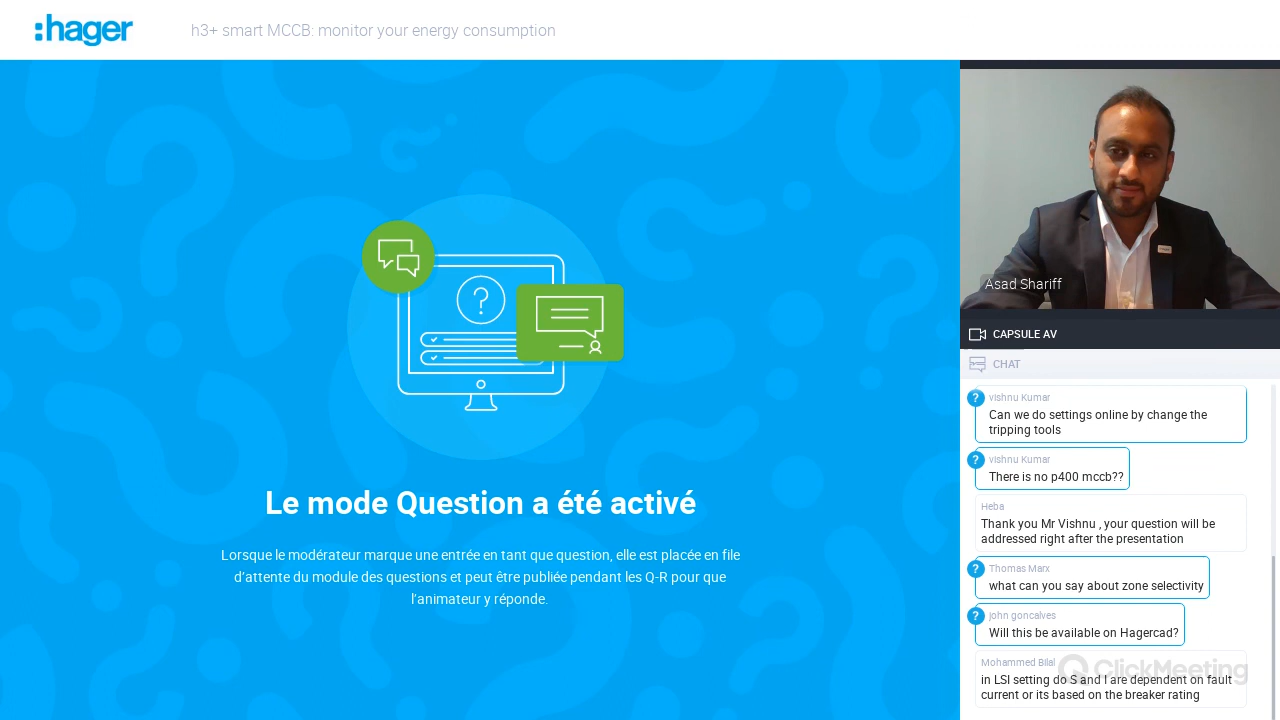 :hager
h3+ smart MCCB: monitor your energy consumption
Asad Shariff
CAPSULE AV
CHAT
? vishnu Kumar
Can we do settings online by change the
tripping tools
? vishnu Kumar
There is no p400 mccb??
Heba
Thank you Mr Vishnu , your question will be
addressed right after the presentation
? Thomas Marx
what can you say about zone selectivity
? john goncalves
Will this be available on Hagercad?
Mohammed Bilal
in LSI setting do S and I are dependent on fault
current or its based on the breaker rating
ClickMeeting
?
Le mode Question a été activé
Lorsque le modérateur marque une entrée en tant que question, elle est placée en file
d’attente du module des questions et peut être publiée pendant les Q-R pour que
l’animateur y réponde.